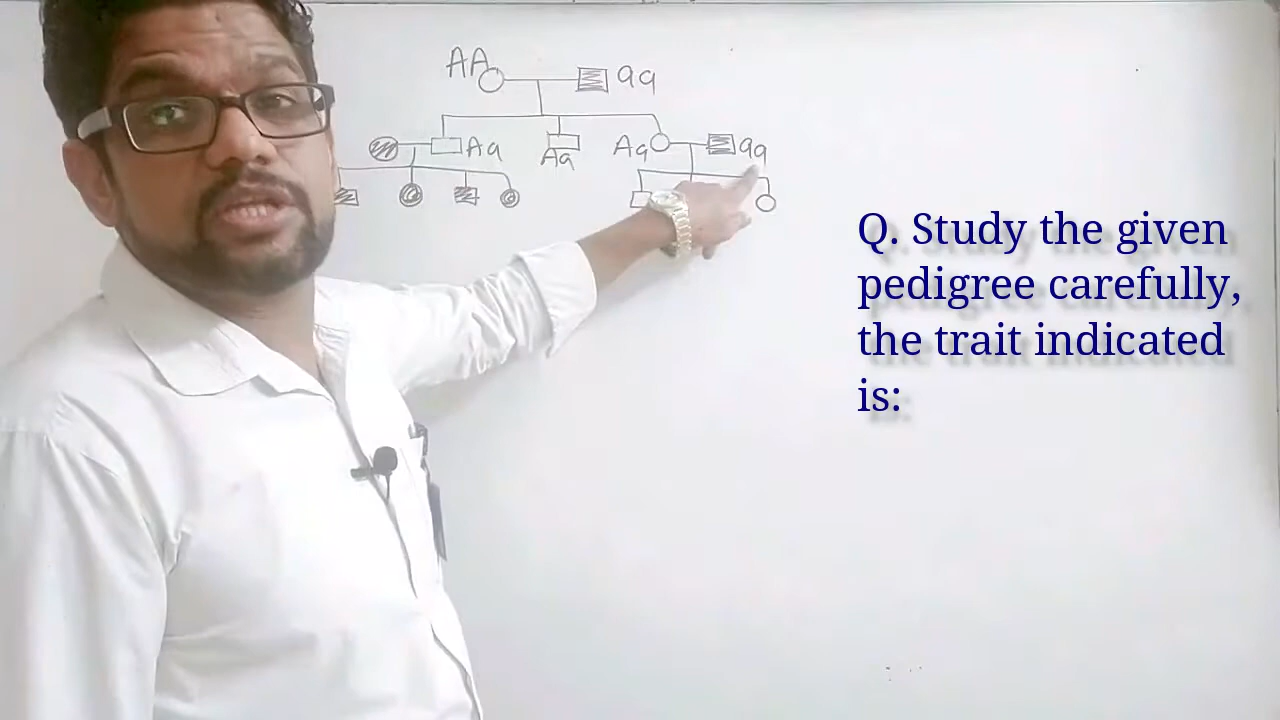 AA aa
Aa Aa Aa aa
Q. Study the given
pedigree carefully,
the trait indicated
is: